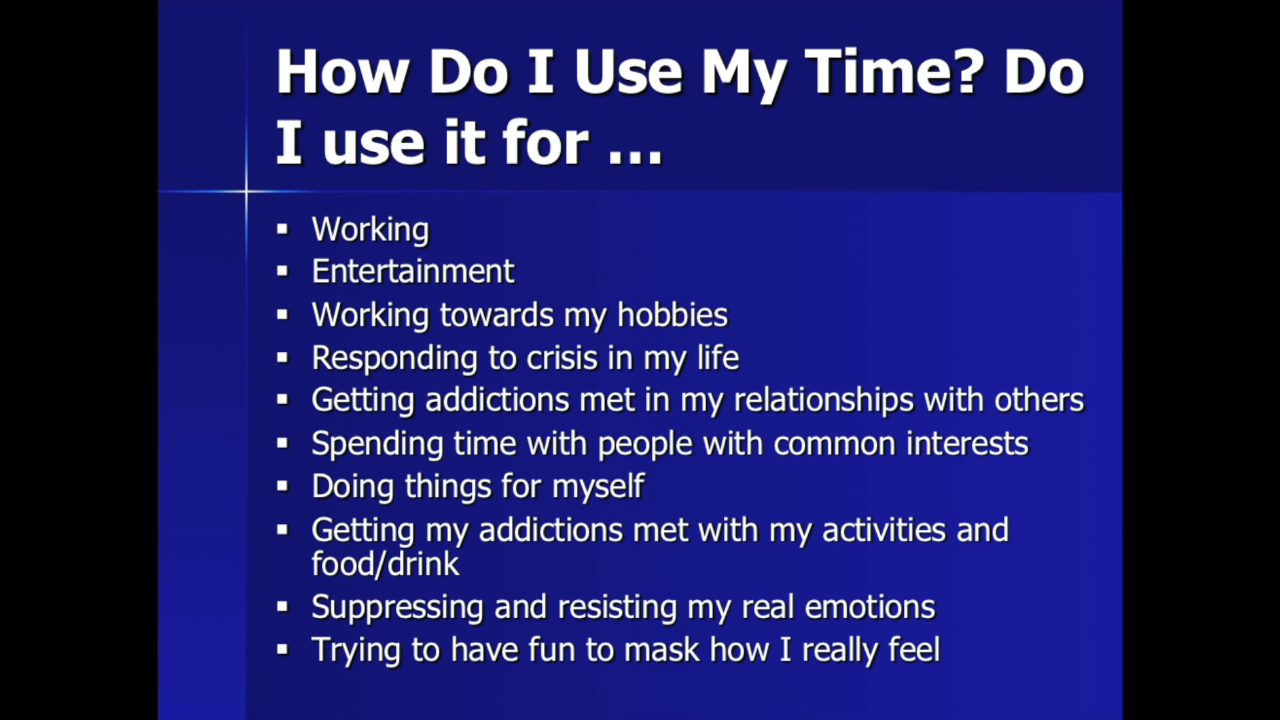 How Do I Use My Time? Do
I use it for ...
▪ Working
▪ Entertainment
▪ Working towards my hobbies
▪ Responding to crisis in my life
▪ Getting addictions met in my relationships with others
▪ Spending time with people with common interests
▪ Doing things for myself
▪ Getting my addictions met with my activities and
food/drink
▪ Suppressing and resisting my real emotions
▪ Trying to have fun to mask how I really feel